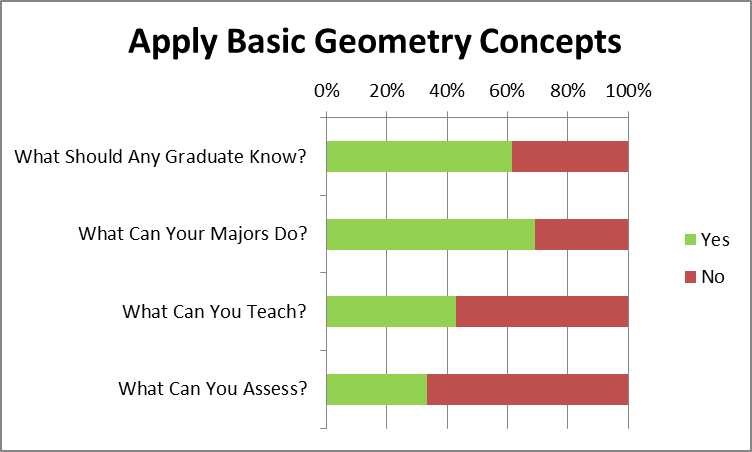 Apply Basic Geometry Concepts
0% 20% 40% 60% 80% 100%
What Should Any Graduate Know?
What Can Your Majors Do?
What Can You Teach?
What Can You Assess?
Yes
No